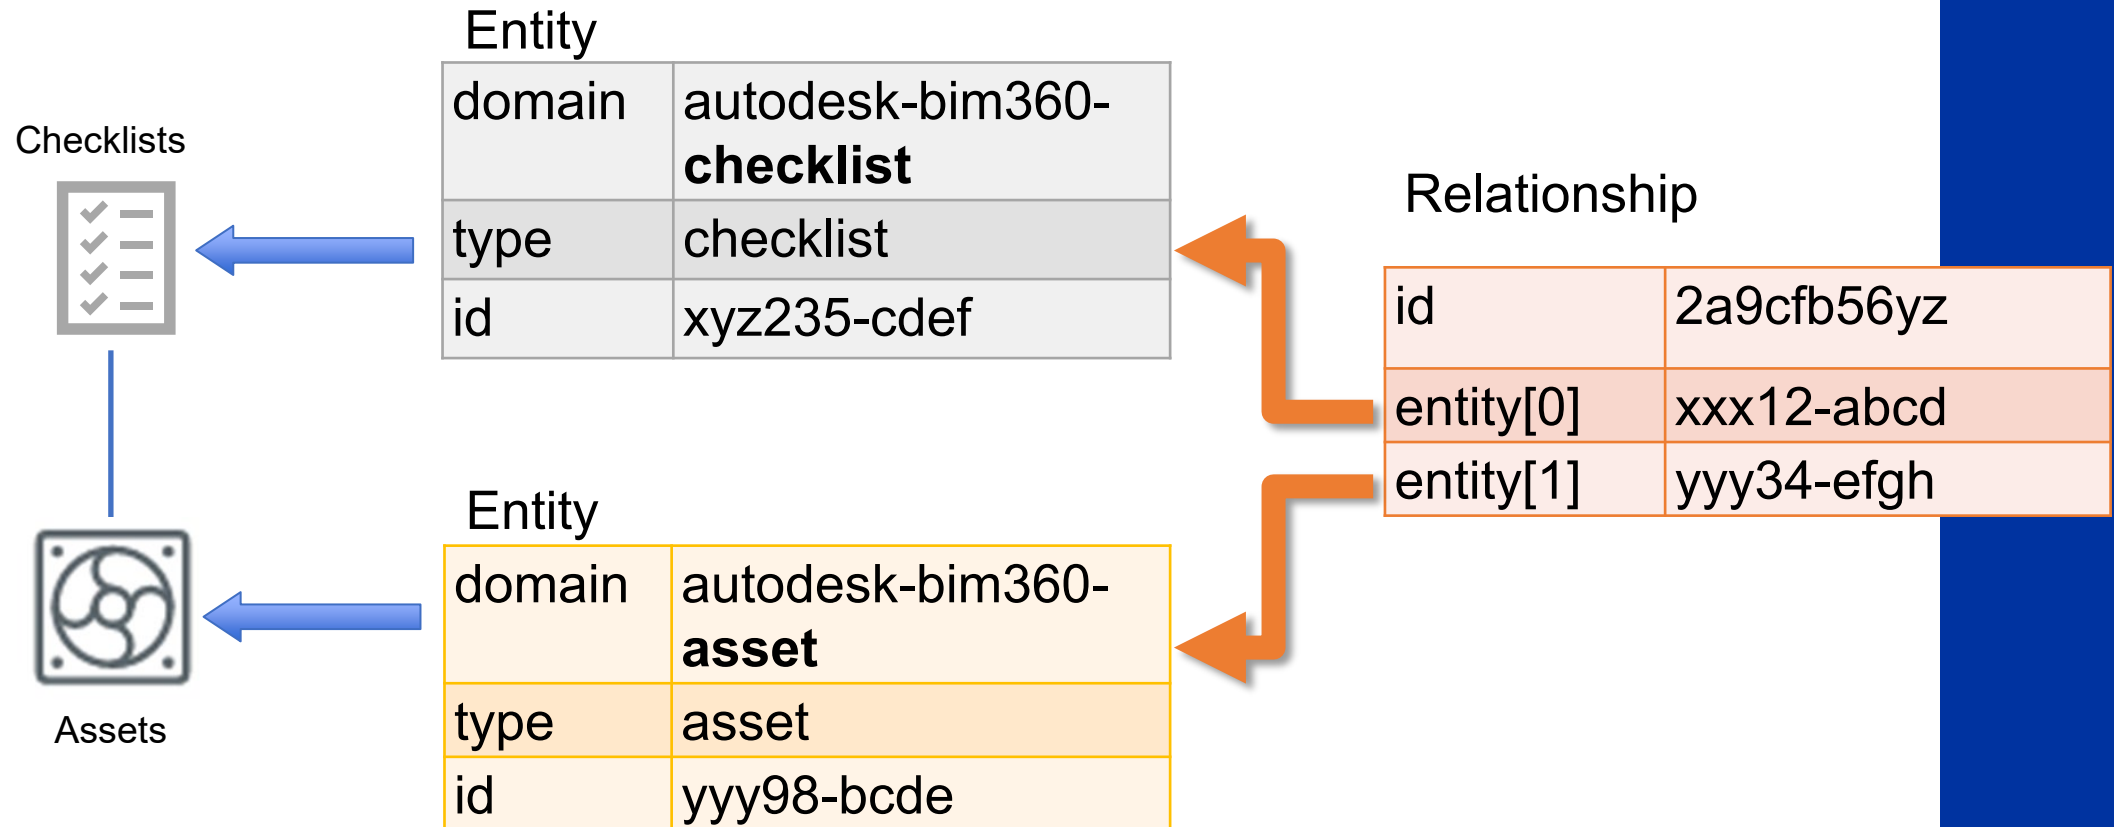 Entity
domain autodesk-bim360-
checklist
type checklist
id xyz235-cdef
Checklists
Assets
Entity
domain autodesk-bim360-
asset
type asset
id yyy98-bcde
Relationship
id 2a9cfb56yz
entity[0] xxx12-abcd
entity[1] yyy34-efgh